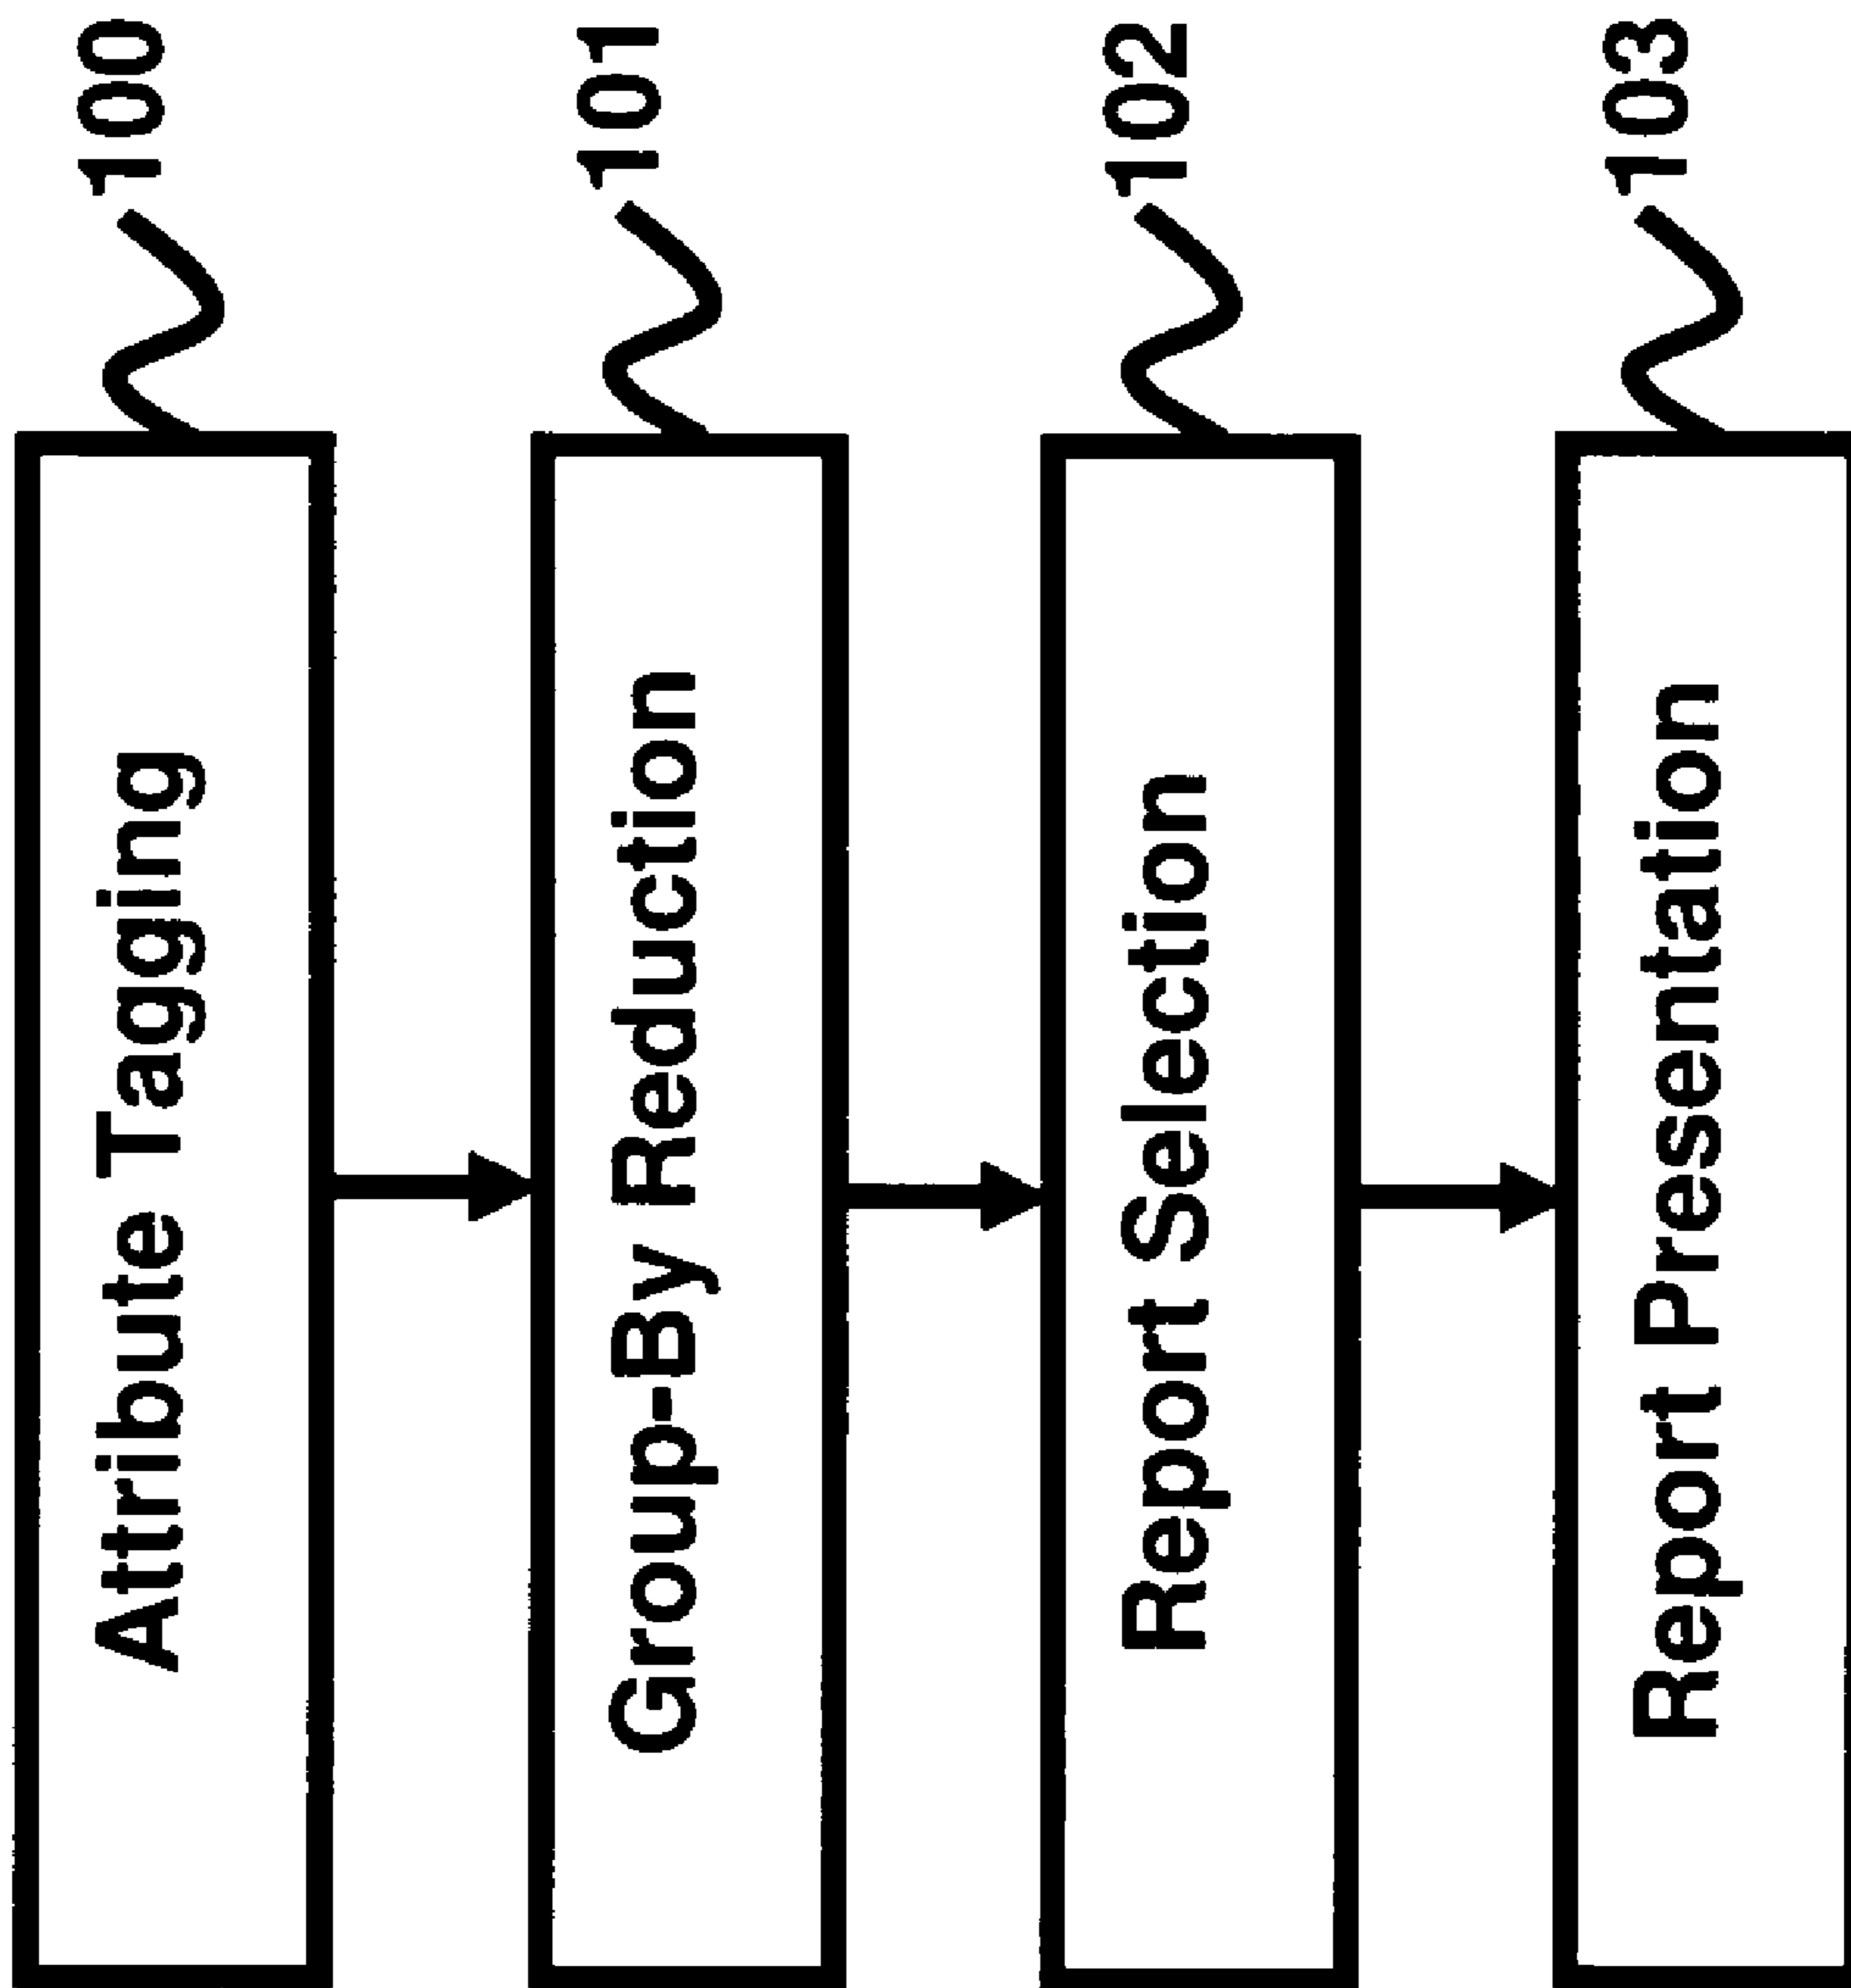 Attribute Tagging 100
Group-By Reduction 101
Report Selection 102
Report Presentation 103